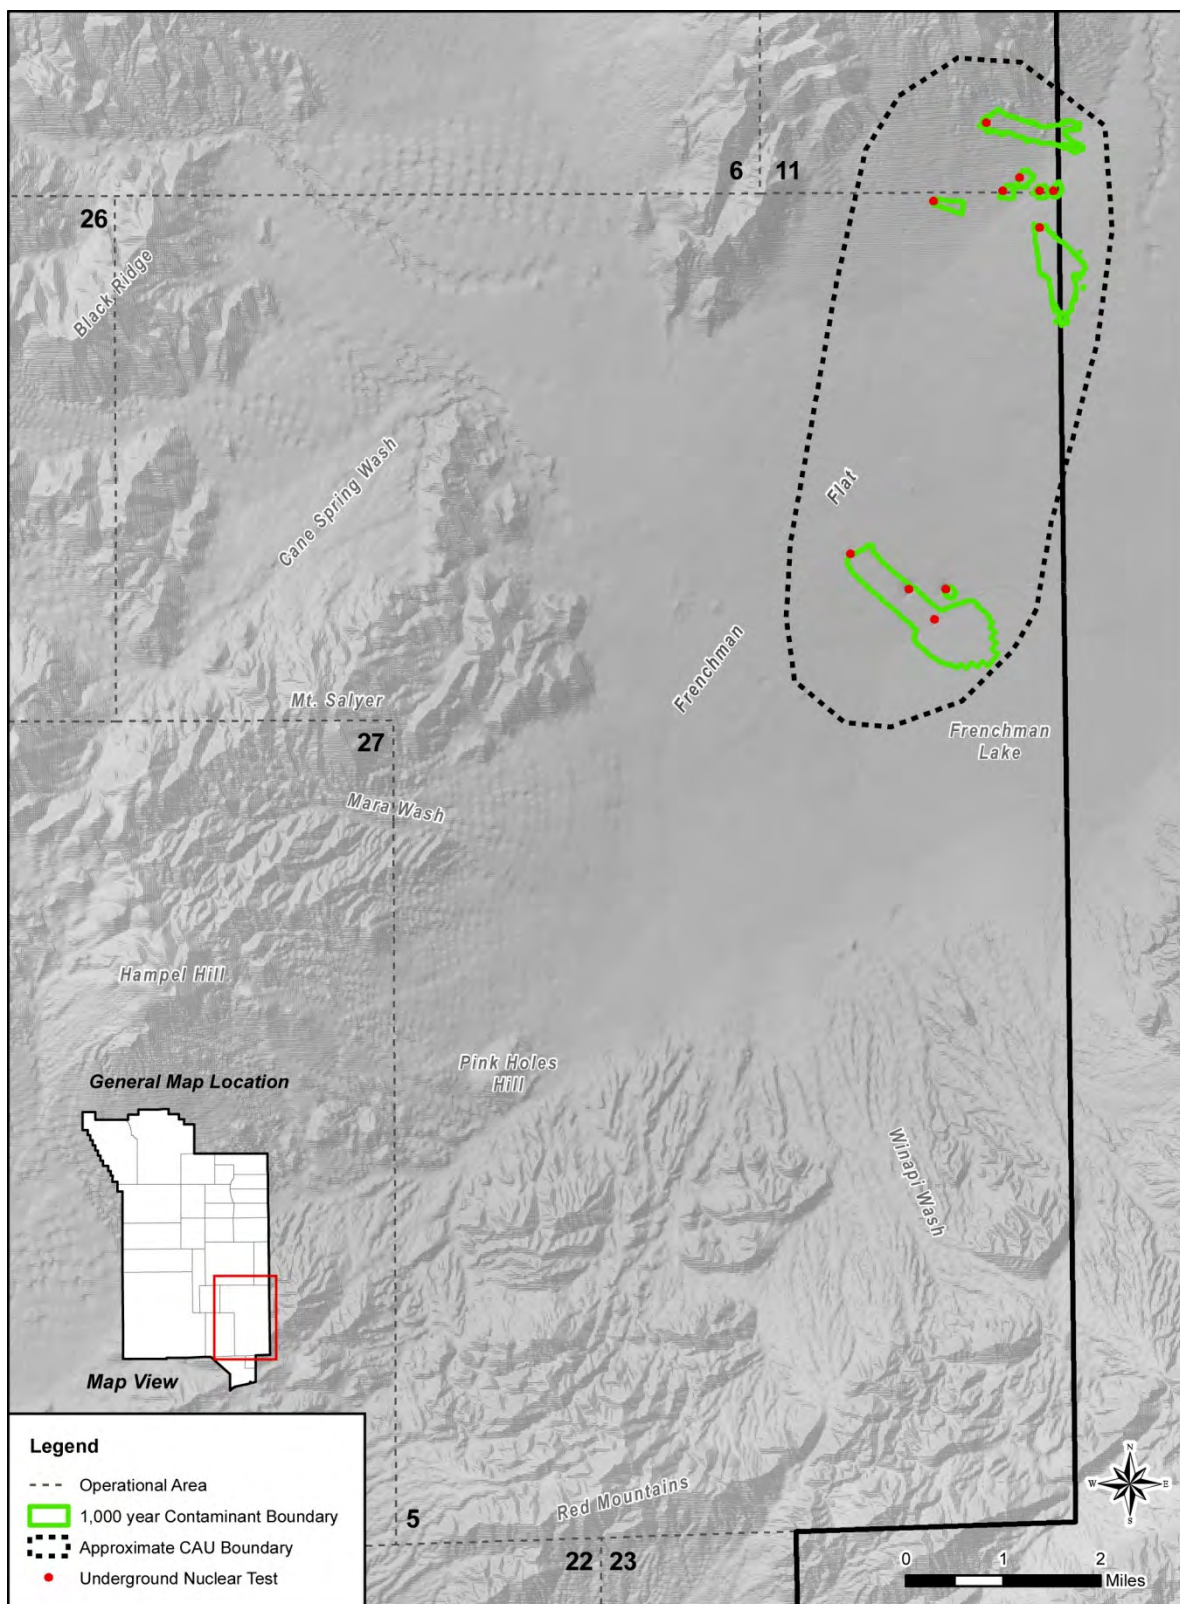 6 11
26
Black Ridge
Cane Spring Wash
Flat
Frenchman
Mt. Salyer
27
Frenchman
Lake
Mara Wash
Hampel Hill
Pink Holes
Hill
General Map Location
Winapi Wash
Map View
Legend
Operational Area
1,000 year Contaminant Boundary
Approximate CAU Boundary
Underground Nuclear Test
Red Mountains
5
22 23
N
W E
S
0 1 2
Miles